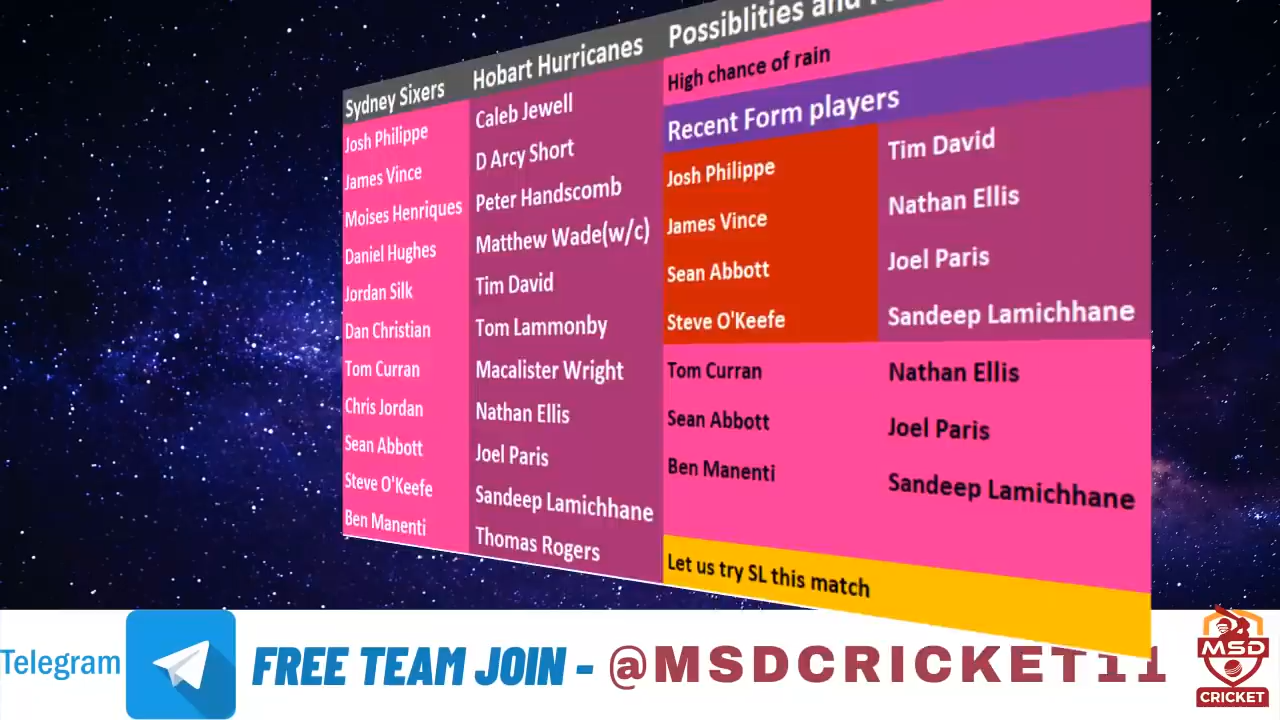 Sydney Sixers
Josh Philippe
James Vince
Moises Henriques
Daniel Hughes
Jordan Silk
Dan Christian
Tom Curran
Chris Jordan
Sean Abbott
Steve O'Keefe
Ben Manenti
Hobart Hurricanes
Caleb Jewell
D Arcy Short
Peter Handscomb
Matthew Wade(w/c)
Tim David
Tom Lammonby
Macalister Wright
Nathan Ellis
Joel Paris
Sandeep Lamichhane
Thomas Rogers
Possiblities and
High chance of rain
Recent Form players
Josh Philippe
James Vince
Sean Abbott
Steve O'Keefe
Tim David
Nathan Ellis
Joel Paris
Sandeep Lamichhane
Tom Curran
Sean Abbott
Ben Manenti
Nathan Ellis
Joel Paris
Sandeep Lamichhane
Let us try SL this match
Telegram
FREE TEAM JOIN - @MSDCRICKET11
MSD
CRICKET